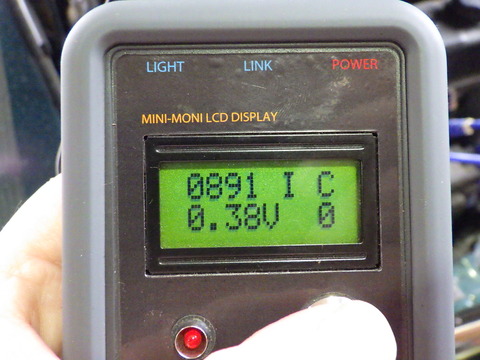 LIGHT LINK POWER
MINI-MONI LCD DISPLAY
0891 I C
0.38V 0